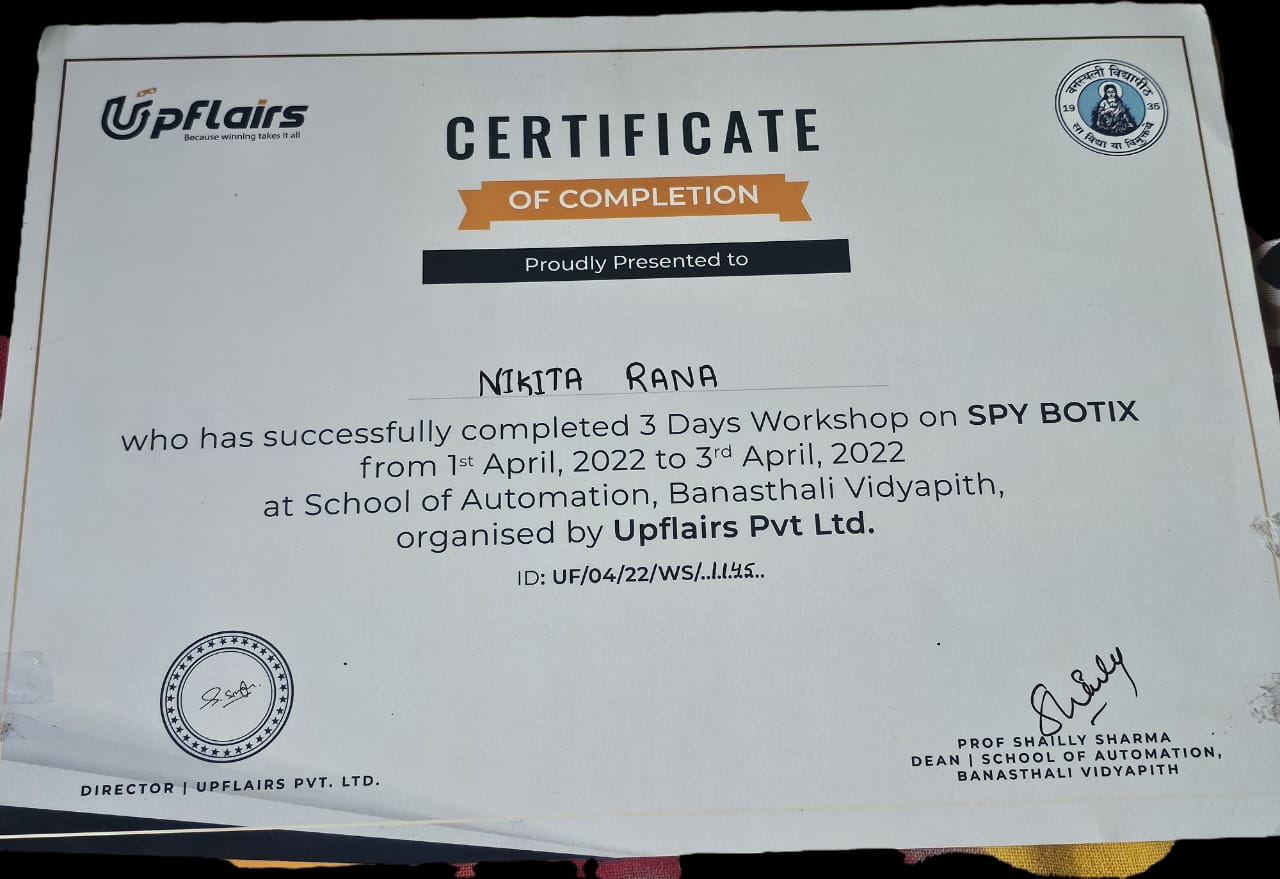 Upflairs
Because winning takes it all
वनस्थली विद्यापीठ
19 35
सा विद्या या विमुक्तये
CERTIFICATE
OF COMPLETION
Proudly Presented to
NIKITA RANA
who has successfully completed 3 Days Workshop on SPY BOTIX
from 1st April, 2022 to 3rd April, 2022
at School of Automation, Banasthali Vidyapith,
organised by Upflairs Pvt Ltd.
ID: UF/04/22/WS/..1145..
DIRECTOR | UPFLAIRS PVT. LTD.
Shailly
PROF SHAILLY SHARMA
DEAN | SCHOOL OF AUTOMATION,
BANASTHALI VIDYAPITH